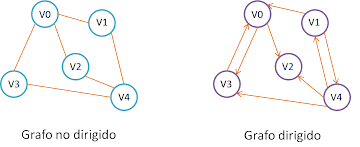 V0
V1
V2
V3
V4
Grafo no dirigido
V0
V1
V2
V3
V4
Grafo dirigido